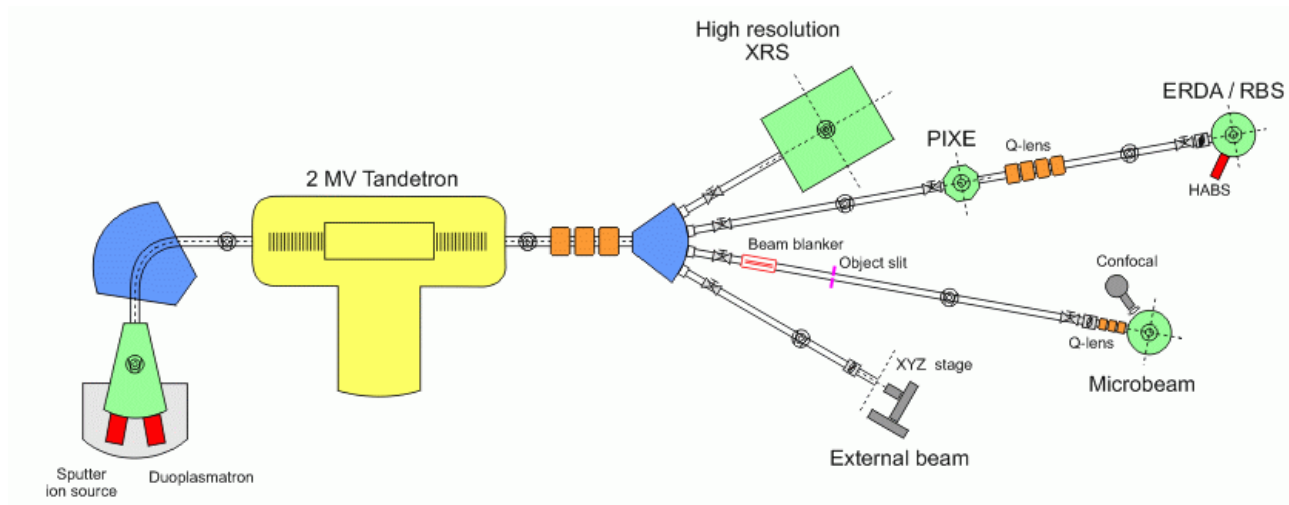 High resolution
XRS
ERDA / RBS
PIXE
Q-lens
2 MV Tandetron
HABS
Beam blanker
Object slit
Confocal
Q-lens
XYZ stage
Microbeam
External beam
Sputter
ion source
Duoplasmatron